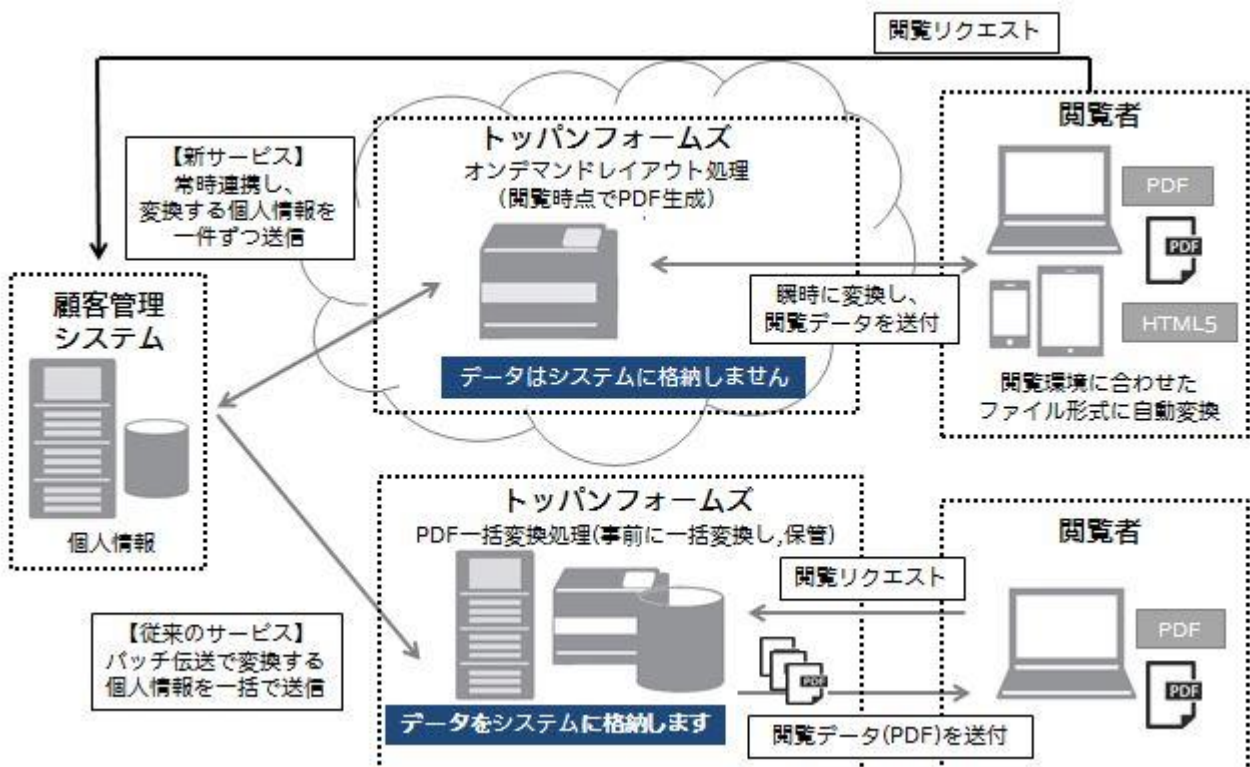 閲覧リクエスト
【新サービス】
常時連携し、
変換する個人情報を
一件ずつ送信
トッパンフォームズ
オンデマンドレイアウト処理
(閲覧時点でPDF生成)
データはシステムに格納しません
瞬時に変換し、
閲覧データを送付
閲覧者
PDF
PDF
HTML5
閲覧環境に合わせた
ファイル形式に自動変換
顧客管理
システム
個人情報
【従来のサービス】
バッチ伝送で変換する
個人情報を一括で送信
トッパンフォームズ
PDF一括変換処理(事前に一括変換し,保管)
データをシステムに格納します
閲覧リクエスト
PDF
閲覧データ(PDF)を送付
閲覧者
PDF
PDF